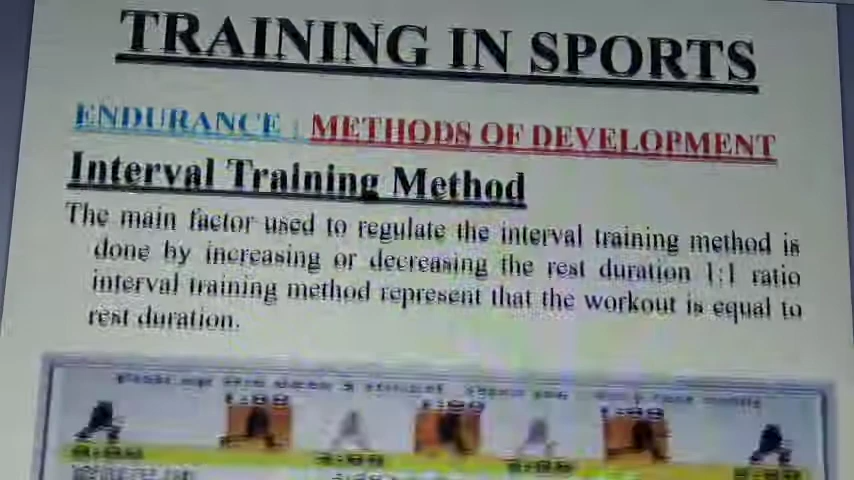 TRAINING IN SPORTS
ENDURANCE : METHODS OF DEVELOPMENT
Interval Training Method
The main factor used to regulate the interval training method is
done by increasing or decreasing the rest duration 1:1 ratio
interval training method represent that the workout is equal to
rest duration.